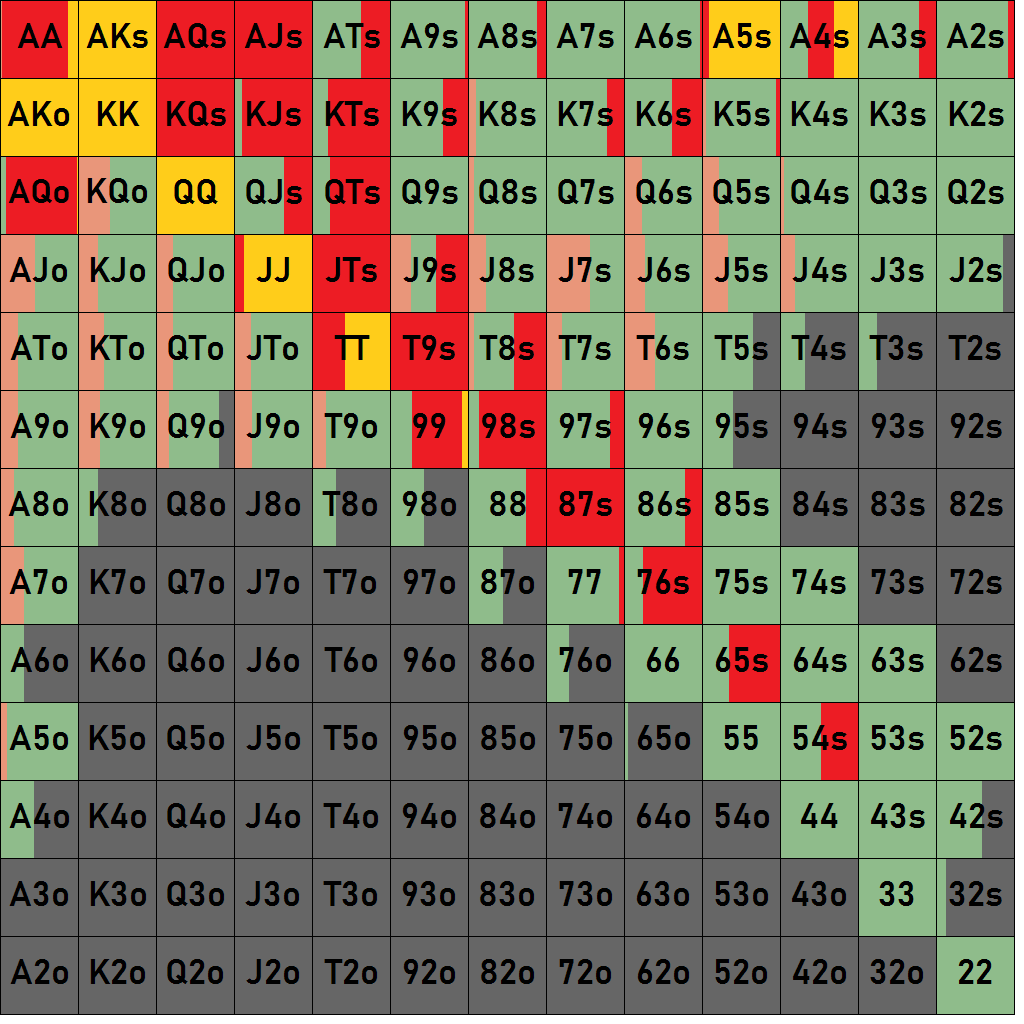 AA AKs AQs AJs ATs A9s A8s A7s A6s A5s A4s A3s A2s
AKo KK KQs KJs KTs K9s K8s K7s K6s K5s K4s K3s K2s
AQo KQo QQ QJs QTs Q9s Q8s Q7s Q6s Q5s Q4s Q3s Q2s
AJo KJo QJo JJ JTs J9s J8s J7s J6s J5s J4s J3s J2s
ATo KTo QTo JTo TT T9s T8s T7s T6s T5s T4s T3s T2s
A9o K9o Q9o J9o T9o 99 98s 97s 96s 95s 94s 93s 92s
A8o K8o Q8o J8o T8o 98o 88 87s 86s 85s 84s 83s 82s
A7o K7o Q7o J7o T7o 97o 87o 77 76s 75s 74s 73s 72s
A6o K6o Q6o J6o T6o 96o 86o 76o 66 65s 64s 63s 62s
A5o K5o Q5o J5o T5o 95o 85o 75o 65o 55 54s 53s 52s
A4o K4o Q4o J4o T4o 94o 84o 74o 64o 54o 44 43s 42s
A3o K3o Q3o J3o T3o 93o 83o 73o 63o 53o 43o 33 32s
A2o K2o Q2o J2o T2o 92o 82o 72o 62o 52o 42o 32o 22